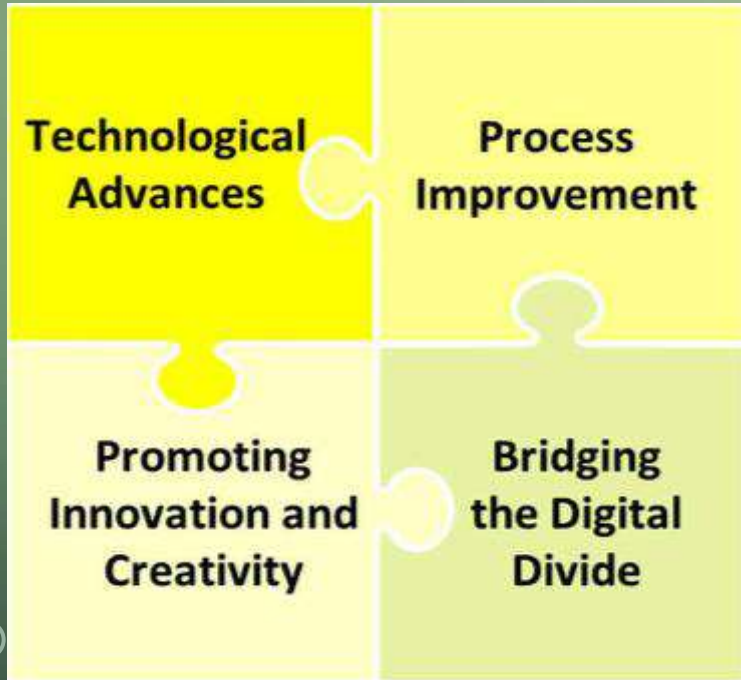 Technological
Advances
Process
Improvement
Promoting
Innovation and
Creativity
Bridging
the Digital
Divide